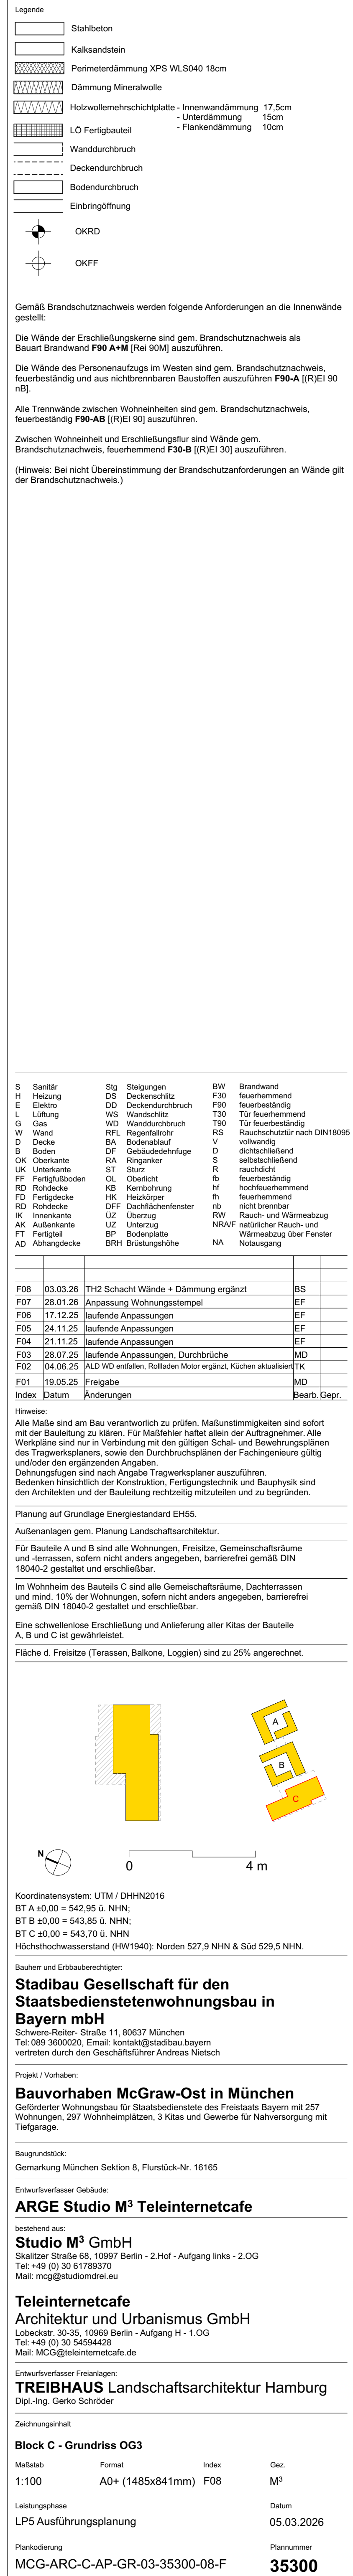 Legende
Stahlbeton
Kalksandstein
Perimeterdämmung XPS WLS040 18cm
Dämmung Mineralwolle
Holzwollemehrschichtplatte - Innenwandämmung 17,5cm
- Unterdämmung 15cm
- Flankendämmung 10cm
LÖ Fertigbauteil
Wanddurchbruch
Deckendurchbruch
Bodendurchbruch
Einbringöffnung
OKRD
OKFF
Gemäß Brandschutznachweis werden folgende Anforderungen an die Innenwände
gestellt:
Die Wände der Erschließungskerne sind gem. Brandschutznachweis als
Bauart Brandwand F90 A+M [Rei 90M] auszuführen.
Die Wände des Personenaufzugs im Westen sind gem. Brandschutznachweis,
feuerbeständig und aus nichtbrennbaren Baustoffen auszuführen F90-A [(R)EI 90
nB].
Alle Trennwände zwischen Wohneinheiten sind gem. Brandschutznachweis,
feuerbeständig F90-AB [(R)EI 90] auszuführen.
Zwischen Wohneinheit und Erschließungsflur sind Wände gem.
Brandschutznachweis, feuerhemmend F30-B [(R)EI 30] auszuführen.
(Hinweis: Bei nicht Übereinstimmung der Brandschutzanforderungen an Wände gilt
der Brandschutznachweis.)
S Sanitär Stg Steigungen BW Brandwand
H Heizung DS Deckenschlitz F30 feuerhemmend
E Elektro DD Deckendurchbruch F90 feuerbeständig
L Lüftung WS Wandschlitz T30 Tür feuerhemmend
G Gas WD Wanddurchbruch T90 Tür feuerbeständig
W Wand RFL Regenfallrohr RS Rauchschutztür nach DIN18095
D Decke BA Bodenablauf V vollwandig
B Boden DF Gebäudedehnfuge D dichtschließend
OK Oberkante RA Ringanker S selbstschließend
UK Unterkante ST Sturz R rauchdicht
FF Fertigfußboden OL Oberlicht fb feuerbeständig
RD Rohdecke KB Kernbohrung hf hochfeuerhemmend
FD Fertigdecke HK Heizkörper fh feuerhemmend
RD Rohdecke DFF Dachflächenfenster nb nicht brennbar
IK Innenkante ÜZ Überzug RW Rauch- und Wärmeabzug
AK Außenkante UZ Unterzug NRA/F natürlicher Rauch- und
FT Fertigteil BP Bodenplatte Wärmeabzug über Fenster
AD Abhangdecke BRH Brüstungshöhe NA Notausgang
F08 03.03.26 TH2 Schacht Wände + Dämmung ergänzt BS
F07 28.01.26 Anpassung Wohnungsstempel EF
F06 17.12.25 laufende Anpassungen EF
F05 24.11.25 laufende Anpassungen EF
F04 21.11.25 laufende Anpassungen EF
F03 28.07.25 laufende Anpassungen, Durchbrüche MD
F02 04.06.25 ALD WD entfallen, Rollladen Motor ergänzt, Küchen aktualisiert TK
F01 19.05.25 Freigabe MD
Index Datum Änderungen Bearb. Gepr.
Hinweise:
Alle Maße sind am Bau verantwortlich zu prüfen. Maßunstimmigkeiten sind sofort
mit der Bauleitung zu klären. Für Maßfehler haftet allein der Auftragnehmer. Alle
Werkpläne sind nur in Verbindung mit den gültigen Schal- und Bewehrungsplänen
des Tragwerksplaners, sowie den Durchbruchsplänen der Fachingenieure gültig
und/oder den ergänzenden Angaben.
Dehnungsfugen sind nach Angabe Tragwerksplaner auszuführen.
Bedenken hinsichtlich der Konstruktion, Fertigungstechnik und Bauphysik sind
den Architekten und der Bauleitung rechtzeitig mitzuteilen und zu begründen.
Planung auf Grundlage Energiestandard EH55.
Außenanlagen gem. Planung Landschaftsarchitektur.
Für Bauteile A und B sind alle Wohnungen, Freisitze, Gemeinschaftsräume
und -terrassen, sofern nicht anders angegeben, barrierefrei gemäß DIN
18040-2 gestaltet und erschließbar.
Im Wohnheim des Bauteils C sind alle Gemeischaftsräume, Dachterrassen
und mind. 10% der Wohnungen, sofern nicht anders angegeben, barrierefrei
gemäß DIN 18040-2 gestaltet und erschließbar.
Eine schwellenlose Erschließung und Anlieferung aller Kitas der Bauteile
A, B und C ist gewährleistet.
Fläche d. Freisitze (Terassen, Balkone, Loggien) sind zu 25% angerechnet.
A
B
C
N
0 4 m
Koordinatensystem: UTM / DHHN2016
BT A ±0,00 = 542,95 ü. NHN;
BT B ±0,00 = 543,85 ü. NHN;
BT C ±0,00 = 543,70 ü. NHN
Höchsthochwasserstand (HW1940): Norden 527,9 NHN & Süd 529,5 NHN.
Bauherr und Erbbauberechtigter:
Stadibau Gesellschaft für den
Staatsbedienstetenwohnungsbau in
Bayern mbH
Schwere-Reiter- Straße 11, 80637 München
Tel: 089 3600020, Email: kontakt@stadibau.bayern
vertreten durch den Geschäftsführer Andreas Nietsch
Projekt / Vorhaben:
Bauvorhaben McGraw-Ost in München
Geförderter Wohnungsbau für Staatsbedienstete des Freistaats Bayern mit 257
Wohnungen, 297 Wohnheimplätzen, 3 Kitas und Gewerbe für Nahversorgung mit
Tiefgarage.
Baugrundstück:
Gemarkung München Sektion 8, Flurstück-Nr. 16165
Entwurfsverfasser Gebäude:
ARGE Studio M³ Teleinternetcafe
bestehend aus:
Studio M³ GmbH
Skalitzer Straße 68, 10997 Berlin - 2.Hof - Aufgang links - 2.OG
Tel: +49 (0) 30 61789370
Mail: mcg@studiomdrei.eu
Teleinternetcafe
Architektur und Urbanismus GmbH
Lobeckstr. 30-35, 10969 Berlin - Aufgang H - 1.OG
Tel: +49 (0) 30 54594428
Mail: MCG@teleinternetcafe.de
Entwurfsverfasser Freianlagen:
TREIBHAUS Landschaftsarchitektur Hamburg
Dipl.-Ing. Gerko Schröder
Zeichnungsinhalt
Block C - Grundriss OG3
Maßstab Format Index Gez.
1:100 A0+ (1485x841mm) F08 M³
Leistungsphase Datum
LP5 Ausführungsplanung 05.03.2026
Plankodierung Plannummer
MCG-ARC-C-AP-GR-03-35300-08-F 35300